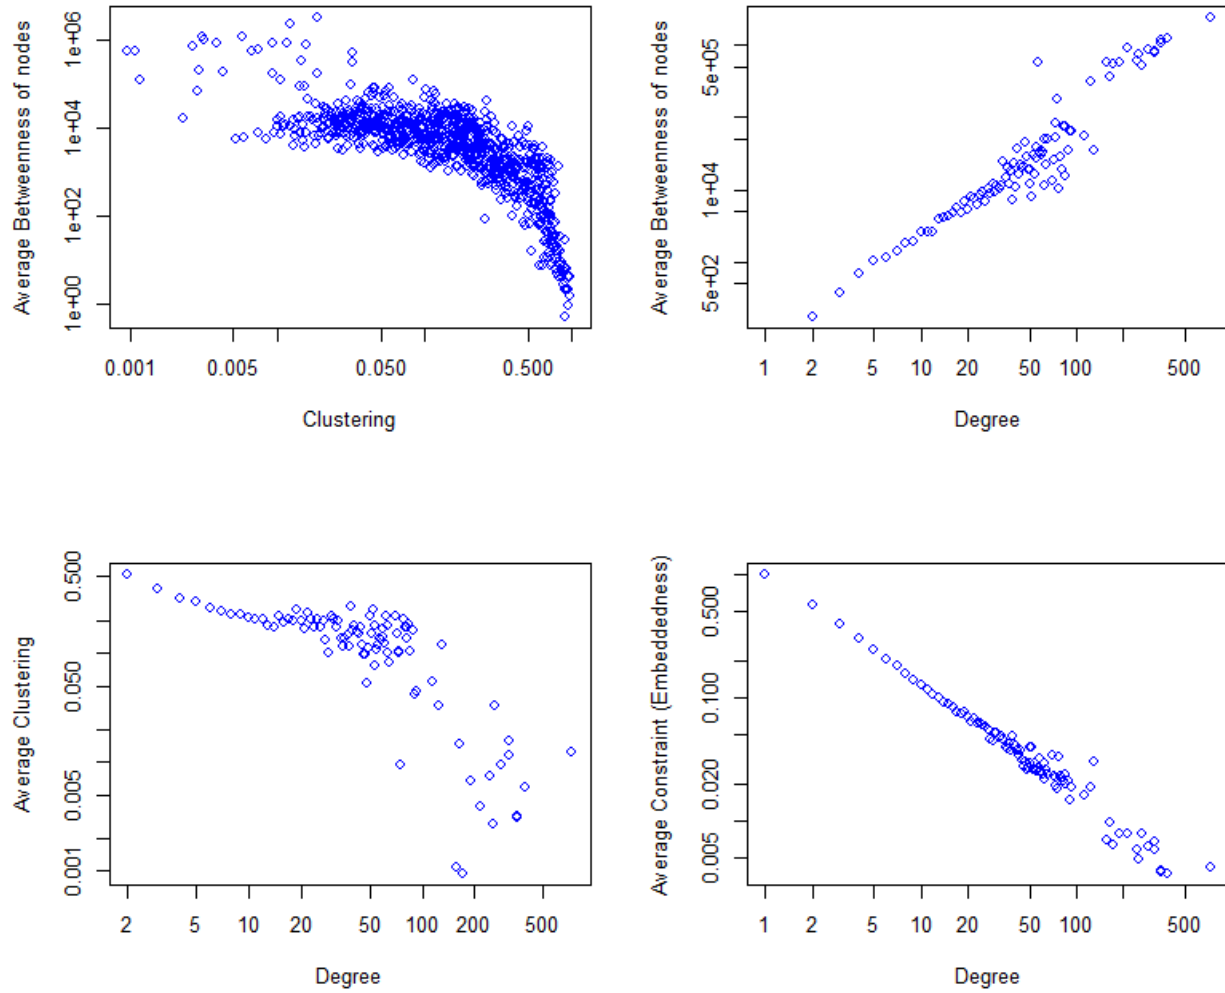 Average Betweenness of nodes
1e+06
1e+04
1e+02
1e+00
0.001 0.005 0.050 0.500
Clustering
Average Betweenness of nodes
5e+05
1e+04
5e+02
1 2 5 10 20 50 100 500
Degree
Average Clustering
0.500
0.050
0.005
0.001
2 5 10 20 50 100 200 500
Degree
Average Constraint (Embeddedness)
0.500
0.100
0.020
0.005
1 2 5 10 20 50 100 500
Degree